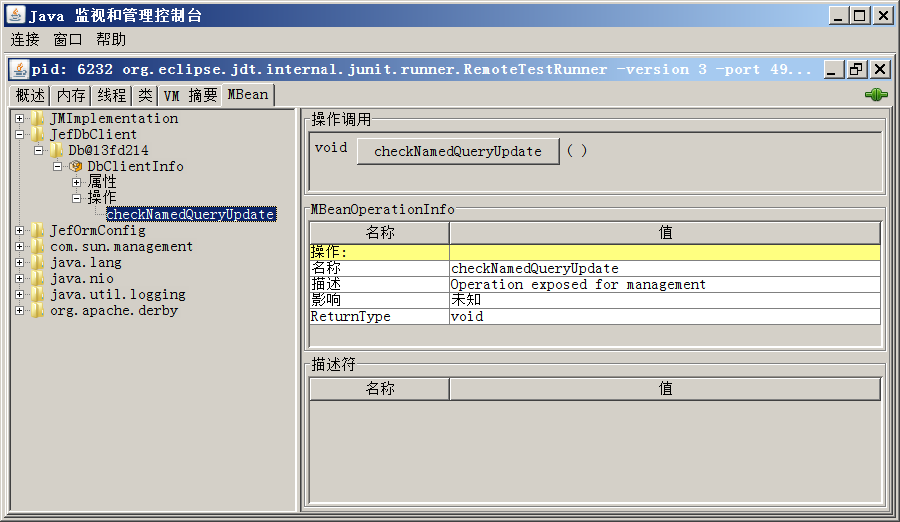 Java 监视和管理控制台
连接 窗口 帮助
pid: 6232 org.eclipse.jdt.internal.junit.runner.RemoteTestRunner -version 3 -port 49...
概述 内存 线程 类 VM 摘要 MBean
JMImplementation
JefDbClient
Db@13fd214
DbClientInfo
属性
操作
checkNamedQueryUpdate
JefOrmConfig
com.sun.management
java.lang
java.nio
java.util.logging
org.apache.derby
操作调用
void checkNamedQueryUpdate ( )
MBeanOperationInfo
名称 值
操作:
名称 checkNamedQueryUpdate
描述 Operation exposed for management
影响 未知
ReturnType void
描述符
名称 值